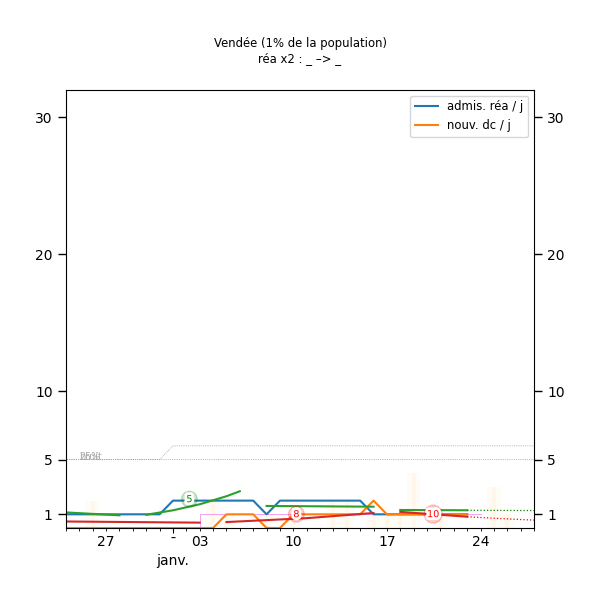 Vendée (1% de la population)
réa x2 : _ –> _
admis. réa / j
nouv. dc / j
30 30
20 20
10 10
5 5
1 1
5
8
10
27 - 03 10 17 24
janv.